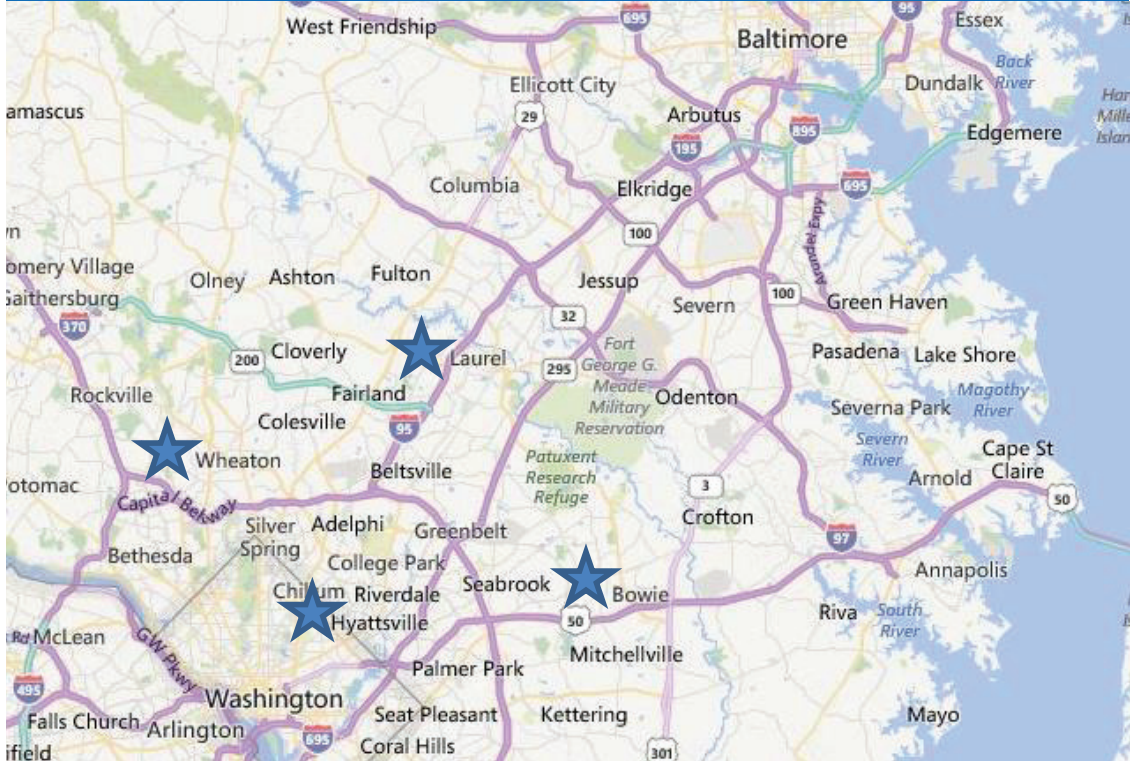 95
Essex
695
West Friendship
Baltimore
Back
River
Dundalk
Ellicott City
amascus
29
Arbutus
895
Edgemere
195
Columbia
Elkridge
695
100
Arundel Expy
omery Village
Olney
Ashton
Fulton
Jessup
100
Gaithersburg
Severn
Green Haven
370
32
200
Cloverly
Laurel
295
Fort
George G.
Meade
Military
Reservation
Pasadena
Lake Shore
Rockville
Fairland
Odenton
Magothy
River
Colesville
95
Severna Park
Severn
River
Cape St
Claire
Wheaton
Beltsville
Patuxent
Research
Refuge
Arnold
otomac
3
50
Capital Beltway
Silver
Spring
Adelphi
Greenbelt
Crofton
97
Bethesda
College Park
Annapolis
Seabrook
Bowie
Riverdale
Hyattsville
50
Riva
South
River
Rd
McLean
GW Pkwy
Mitchellville
Palmer Park
495
Washington
Falls Church
Arlington
Seat Pleasant
Kettering
Mayo
695
Coral Hills
301
ifield